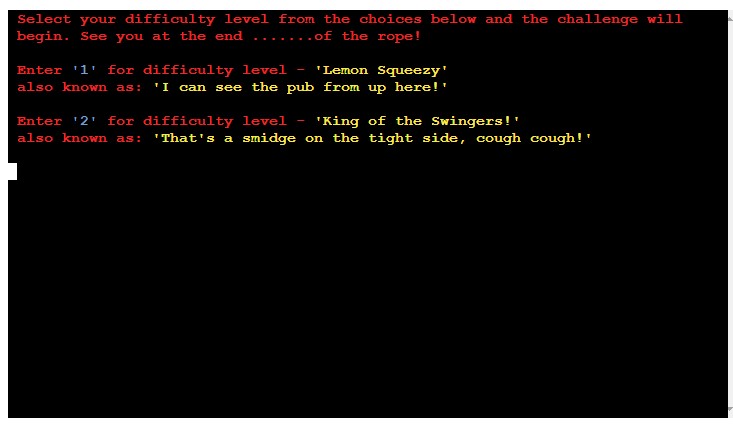 Select your difficulty level from the choices below and the challenge will
begin. See you at the end .......of the rope!
Enter '1' for difficulty level - 'Lemon Squeezy'
also known as: 'I can see the pub from up here!'
Enter '2' for difficulty level - 'King of the Swingers!'
also known as: 'That's a smidge on the tight side, cough cough!'